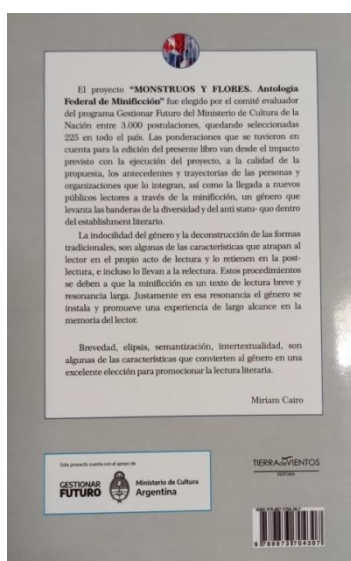 El proyecto “MONSTRUOS Y FLORES. Antología
Federal de Minificción” fue elegido por el comité evaluador
del programa Gestionar Futuro del Ministerio de Cultura de la
Nación entre 3.000 postulaciones, quedando seleccionadas
225 en todo el país. Las ponderaciones que se tuvieron en
cuenta para la edición del presente libro van desde el impacto
previsto con la ejecución del proyecto, a la calidad de la
propuesta, los antecedentes y trayectorias de las personas y
organizaciones que lo integran, así como la llegada a nuevos
públicos lectores a través de la minificción, un género que
levanta las banderas de la diversidad y del anti statu- quo dentro
del establishment literario.
La indocilidad del género y la deconstrucción de las formas
tradicionales, son algunas de las características que atrapan al
lector en el propio acto de lectura y lo retienen en la post-
lectura, e incluso lo llevan a la relectura. Estos procedimientos
se deben a que la minificción es un texto de lectura breve y
resonancia larga. Justamente en esa resonancia el género se
instala y promueve una experiencia de largo alcance en la
memoria del lector.
Brevedad, elipsis, semantización, intertextualidad, son
algunas de las características que convierten al género en una
excelente elección para promocionar la lectura literaria.
Miriam Cairo
Este proyecto cuenta con el apoyo de
GESTIONAR
FUTURO
Ministerio de Cultura
Argentina
TIERRA de VIENTOS
EDITORA
9 789873 704307